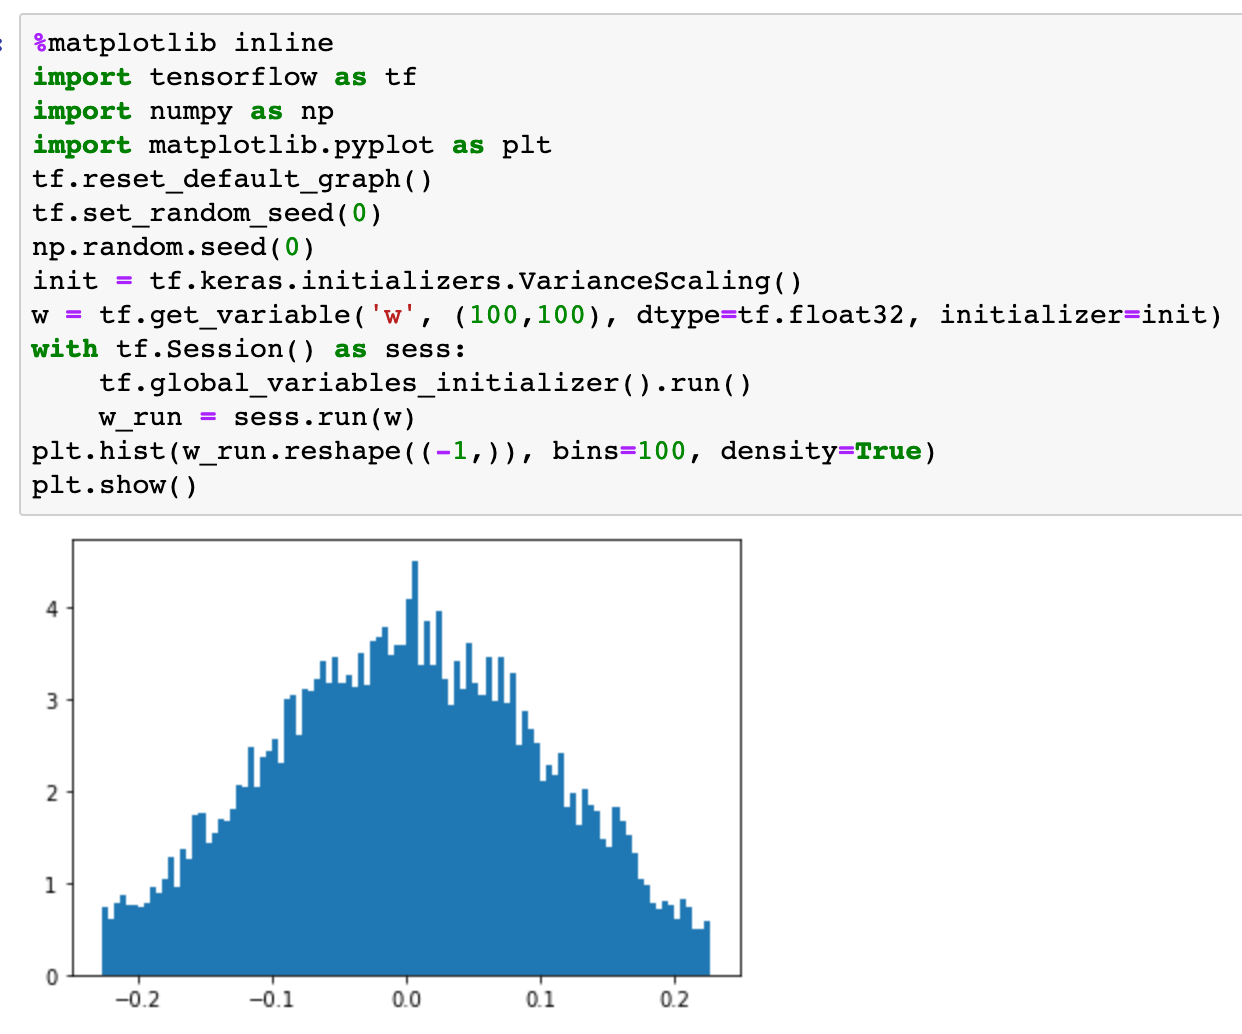 :
%matplotlib inline
import tensorflow as tf
import numpy as np
import matplotlib.pyplot as plt
tf.reset_default_graph()
tf.set_random_seed(0)
np.random.seed(0)
init = tf.keras.initializers.VarianceScaling()
w = tf.get_variable('w', (100,100), dtype=tf.float32, initializer=init)
with tf.Session() as sess:
    tf.global_variables_initializer().run()
    w_run = sess.run(w)
plt.hist(w_run.reshape((-1,)), bins=100, density=True)
plt.show()
4
3
2
1
0
−0.2 −0.1 0.0 0.1 0.2